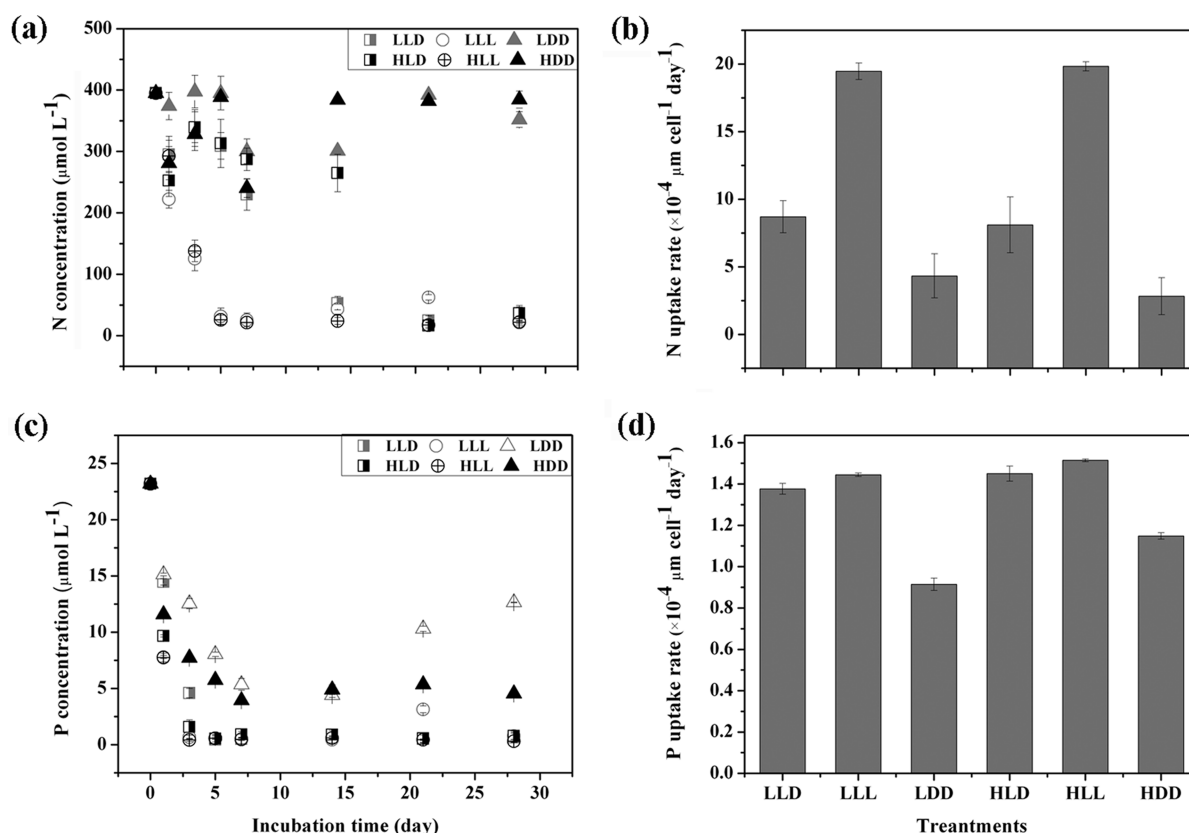 (a)
N concentration (μmol L-1)
500
400
300
200
100
0
LLD LLL LDD
HLD HLL HDD
(b)
N uptake rate (×10-4 μm cell-1 day-1)
20
15
10
5
0
(c)
P concentration (μmol L-1)
25
20
15
10
5
0
LLD LLL LDD
HLD HLL HDD
0 5 10 15 20 25 30
Incubation time (day)
(d)
P uptake rate (×10-4 μm cell-1 day-1)
1.6
1.4
1.2
1.0
0.8
0.6
0.4
0.2
0.0
LLD LLL LDD HLD HLL HDD
Treantments